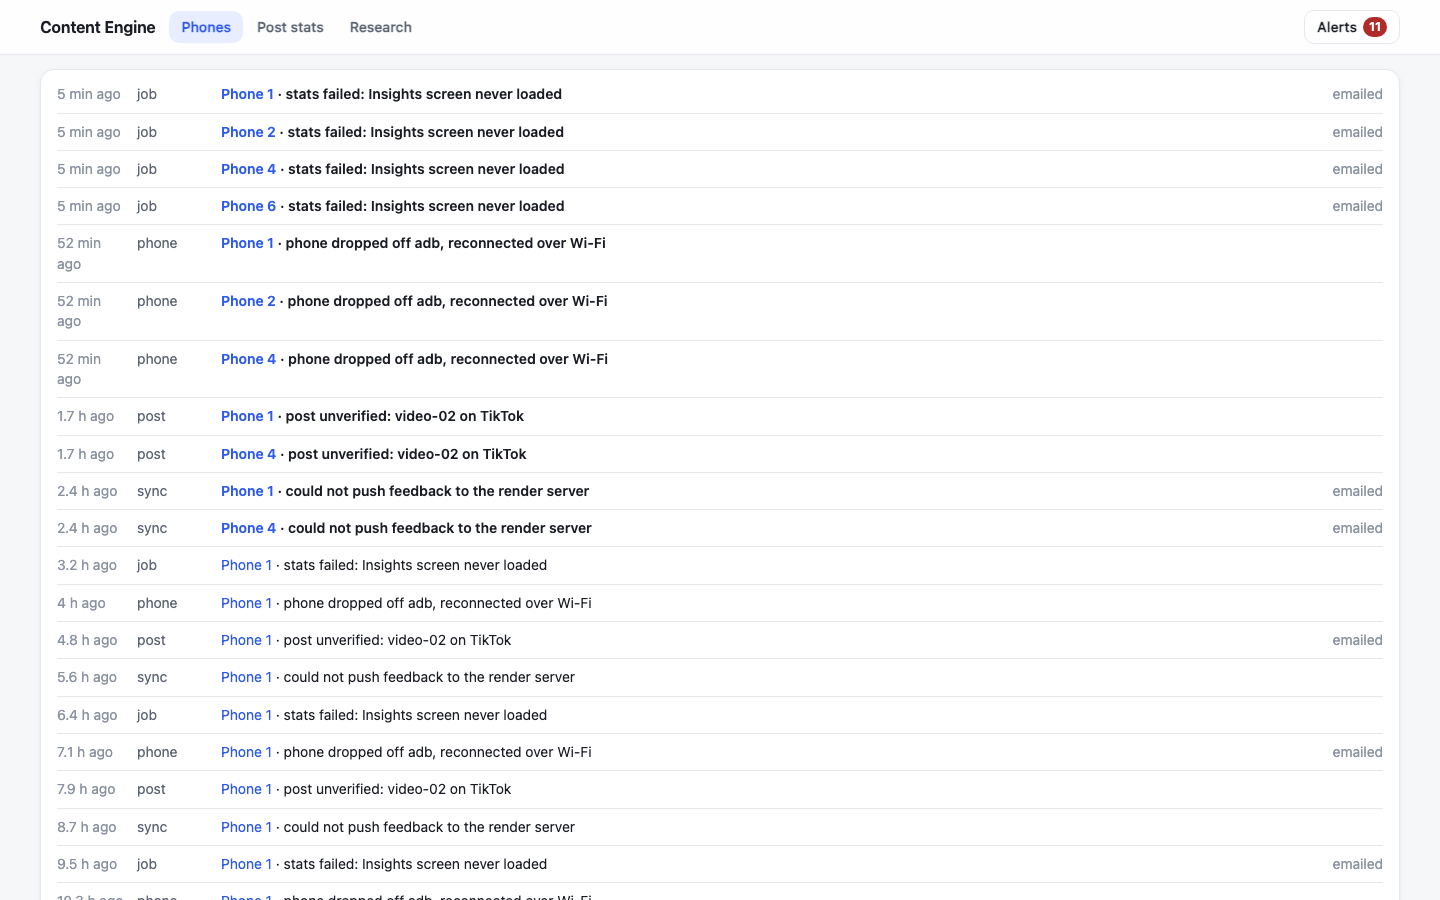 Content Engine Phones Post stats Research Alerts 11
5 min ago job Phone 1 · stats failed: Insights screen never loaded emailed
5 min ago job Phone 2 · stats failed: Insights screen never loaded emailed
5 min ago job Phone 4 · stats failed: Insights screen never loaded emailed
5 min ago job Phone 6 · stats failed: Insights screen never loaded emailed
52 min ago phone Phone 1 · phone dropped off adb, reconnected over Wi-Fi
52 min ago phone Phone 2 · phone dropped off adb, reconnected over Wi-Fi
52 min ago phone Phone 4 · phone dropped off adb, reconnected over Wi-Fi
1.7 h ago post Phone 1 · post unverified: video-02 on TikTok
1.7 h ago post Phone 4 · post unverified: video-02 on TikTok
2.4 h ago sync Phone 1 · could not push feedback to the render server emailed
2.4 h ago sync Phone 4 · could not push feedback to the render server emailed
3.2 h ago job Phone 1 · stats failed: Insights screen never loaded
4 h ago phone Phone 1 · phone dropped off adb, reconnected over Wi-Fi
4.8 h ago post Phone 1 · post unverified: video-02 on TikTok emailed
5.6 h ago sync Phone 1 · could not push feedback to the render server
6.4 h ago job Phone 1 · stats failed: Insights screen never loaded
7.1 h ago phone Phone 1 · phone dropped off adb, reconnected over Wi-Fi emailed
7.9 h ago post Phone 1 · post unverified: video-02 on TikTok
8.7 h ago sync Phone 1 · could not push feedback to the render server
9.5 h ago job Phone 1 · stats failed: Insights screen never loaded emailed
10.3 h ago phone Phone 1 · phone dropped off adb, reconnected over Wi-Fi